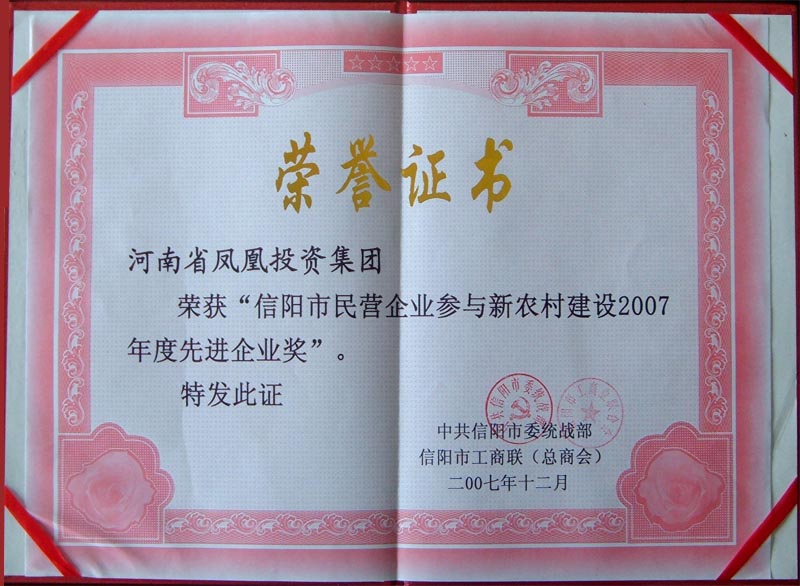 荣誉证书
河南省凤凰投资集团
荣获“信阳市民营企业参与新农村建设2007
年度先进企业奖”。
特发此证
中共信阳市委统战部
信阳市工商联（总商会）
二00七年十二月